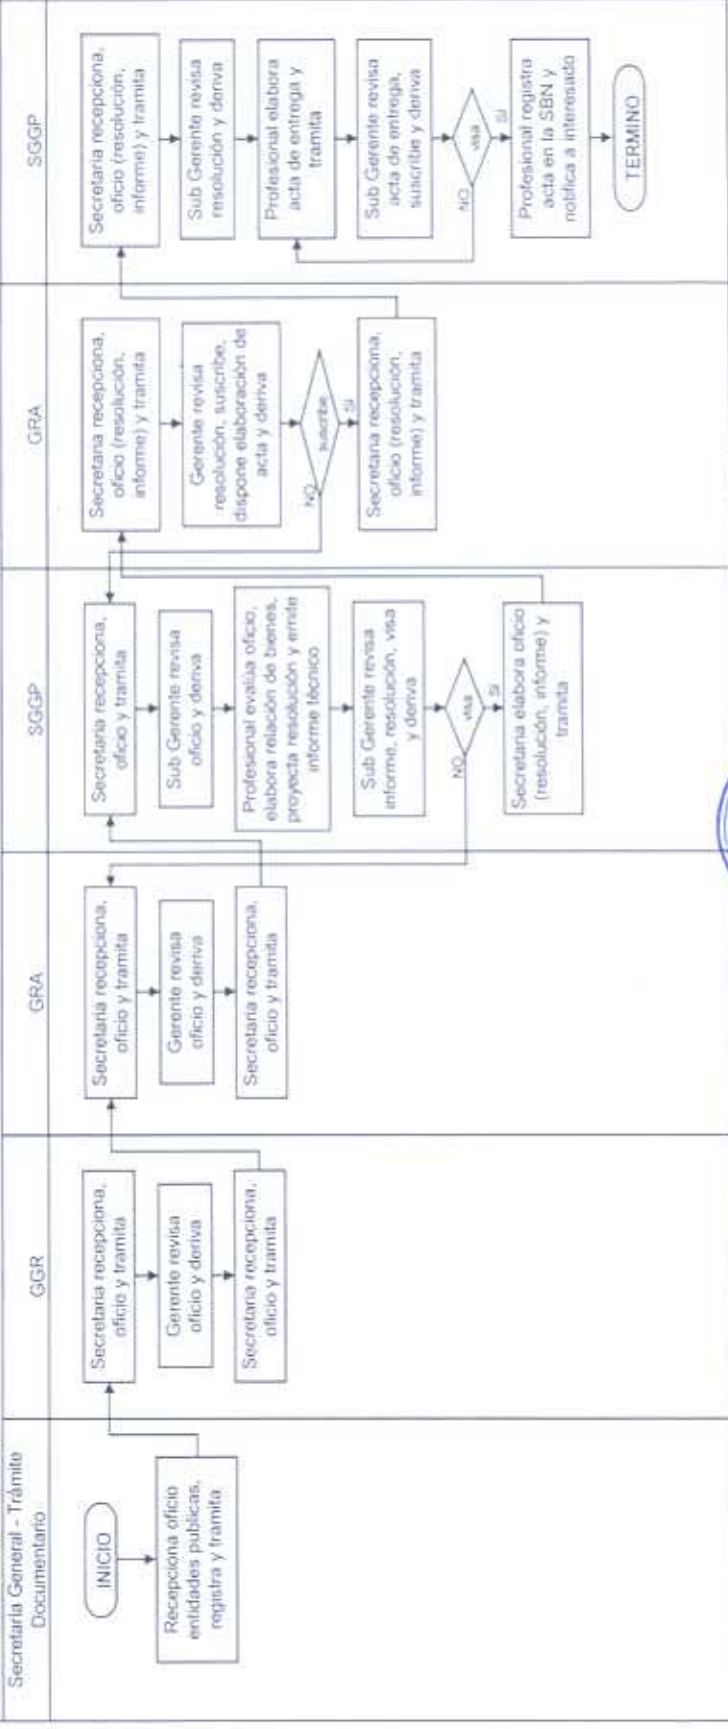 Secretaría General - Trámite
Documentario
INICIO
Recepciona oficio
entidades publicas,
registra y tramita
GGR
Secretaria recepciona,
oficio y tramita
Gerente revisa
oficio y deriva
Secretaria recepciona,
oficio y tramita
GRA
Secretaria recepciona,
oficio y tramita
Gerente revisa
oficio y deriva
Secretaria recepciona,
oficio y tramita
SGGP
Secretaria recepciona,
oficio y tramita
Sub Gerente revisa
oficio y deriva
Profesional evalúa oficio,
elabora relación de bienes,
proyecta resolución y emite
informe técnico
Sub Gerente revisa
informe, resolución, visa
y deriva
visa
NO
SI
Secretaria elabora oficio
(resolución, informe) y
tramita
GRA
Secretaria recepciona,
oficio (resolución,
informe) y tramita
Gerente revisa
resolución, suscribe,
dispone elaboración de
acta y deriva
suscribe
NO
SI
Secretaria recepciona,
oficio (resolución,
informe) y tramita
SGGP
Secretaria recepciona,
oficio (resolución,
informe) y tramita
Sub Gerente revisa
resolución y deriva
Profesional elabora
acta de entrega y
tramita
Sub Gerente revisa
acta de entrega,
suscribe y deriva
visa
NO
SI
Profesional registra
acta en la SBN y
notifica a interesado
TERMINO